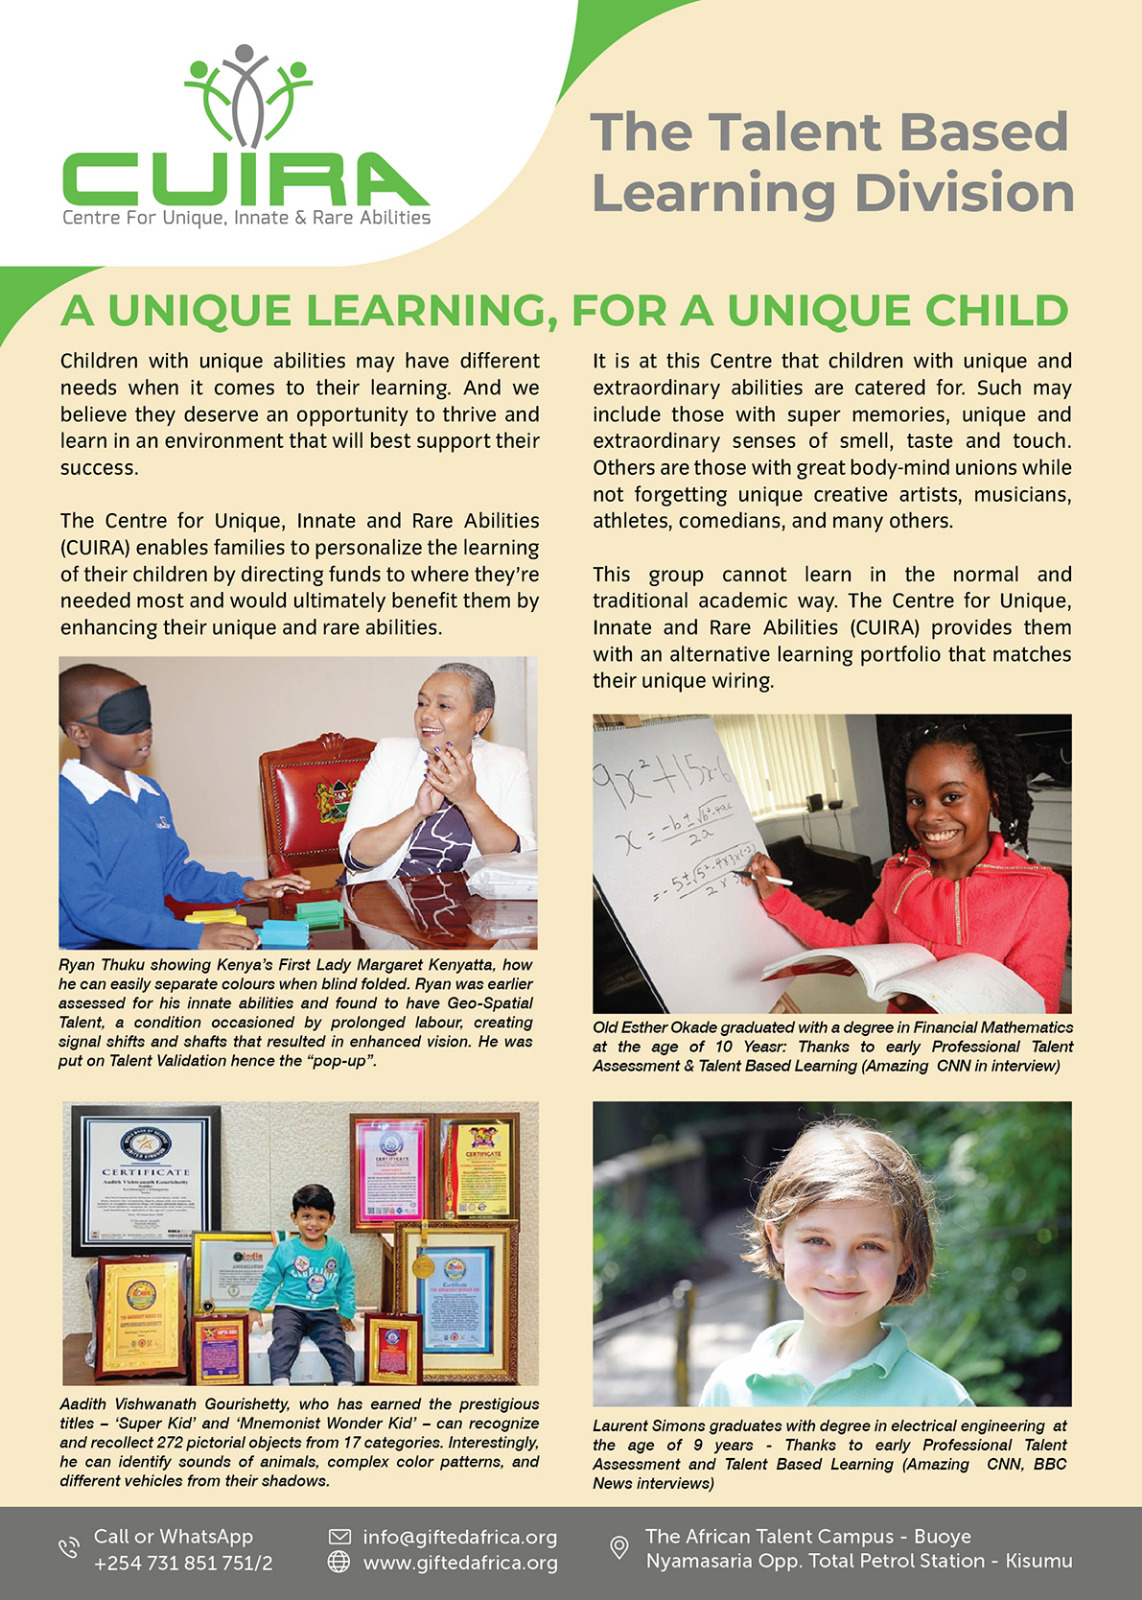 CUIRA
Centre For Unique, Innate & Rare Abilities
The Talent Based
Learning Division
A UNIQUE LEARNING, FOR A UNIQUE CHILD
Children with unique abilities may have different
needs when it comes to their learning. And we
believe they deserve an opportunity to thrive and
learn in an environment that will best support their
success.
The Centre for Unique, Innate and Rare Abilities
(CUIRA) enables families to personalize the learning
of their children by directing funds to where they're
needed most and would ultimately benefit them by
enhancing their unique and rare abilities.
Ryan Thuku showing Kenya's First Lady Margaret Kenyatta, how
he can easily separate colours when blind folded. Ryan was earlier
assessed for his innate abilities and found to have Geo-Spatial
Talent, a condition occasioned by prolonged labour, creating
signal shifts and shafts that resulted in enhanced vision. He was
put on Talent Validation hence the "pop-up".
CERTIFICATE
Aadith Vishwanath Gourishetty
CERTIFICATE
Aadith Vishwanath Gourishetty, who has earned the prestigious
titles – 'Super Kid' and 'Mnemonist Wonder Kid' – can recognize
and recollect 272 pictorial objects from 17 categories. Interestingly,
he can identify sounds of animals, complex color patterns, and
different vehicles from their shadows.
It is at this Centre that children with unique and
extraordinary abilities are catered for. Such may
include those with super memories, unique and
extraordinary senses of smell, taste and touch.
Others are those with great body-mind unions while
not forgetting unique creative artists, musicians,
athletes, comedians, and many others.
This group cannot learn in the normal and
traditional academic way. The Centre for Unique,
Innate and Rare Abilities (CUIRA) provides them
with an alternative learning portfolio that matches
their unique wiring.
9x² + 15x-6
x = -b ± √b²-4ac
2a
= -5 ± √5²-4×3×(-2)
2 × 3
Old Esther Okade graduated with a degree in Financial Mathematics
at the age of 10 Yeasr: Thanks to early Professional Talent
Assessment & Talent Based Learning (Amazing CNN in interview)
Laurent Simons graduates with degree in electrical engineering at
the age of 9 years - Thanks to early Professional Talent
Assessment and Talent Based Learning (Amazing CNN, BBC
News interviews)
Call or WhatsApp
+254 731 851 751/2
info@giftedafrica.org
www.giftedafrica.org
The African Talent Campus - Buoye
Nyamasaria Opp. Total Petrol Station - Kisumu